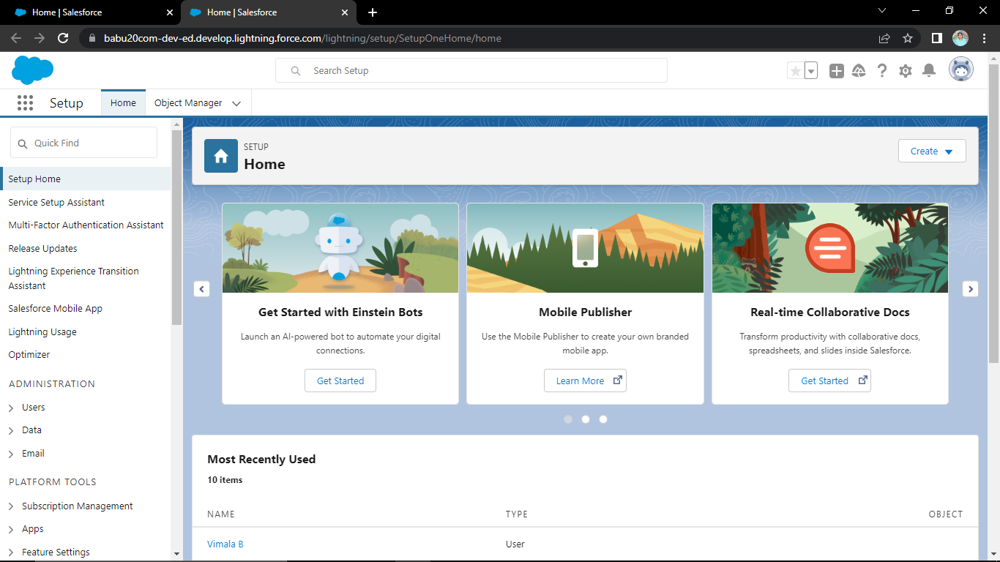 Home | Salesforce
Home | Salesforce
babu20com-dev-ed.develop.lightning.force.com/lightning/setup/SetupOneHome/home
Search Setup
Setup
Home
Object Manager
Quick Find
Setup Home
Service Setup Assistant
Multi-Factor Authentication Assistant
Release Updates
Lightning Experience Transition
Assistant
Salesforce Mobile App
Lightning Usage
Optimizer
ADMINISTRATION
Users
Data
Email
PLATFORM TOOLS
Subscription Management
Apps
Feature Settings
SETUP
Home
Create
Get Started with Einstein Bots
Launch an AI-powered bot to automate your digital
connections.
Get Started
Mobile Publisher
Use the Mobile Publisher to create your own branded
mobile app.
Learn More
Real-time Collaborative Docs
Transform productivity with collaborative docs,
spreadsheets, and slides inside Salesforce.
Get Started
Most Recently Used
10 items
NAME TYPE OBJECT
Vimala B User